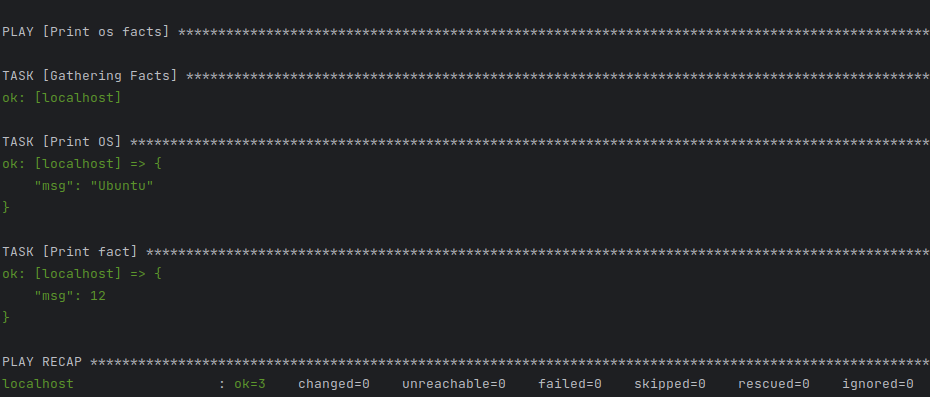 PLAY [Print os facts] **********************************************************************************************
TASK [Gathering Facts] *********************************************************************************************
ok: [localhost]
TASK [Print OS] ****************************************************************************************************
ok: [localhost] => {
    "msg": "Ubuntu"
}
TASK [Print fact] **************************************************************************************************
ok: [localhost] => {
    "msg": 12
}
PLAY RECAP *********************************************************************************************************
localhost                  : ok=3    changed=0    unreachable=0    failed=0    skipped=0    rescued=0    ignored=0